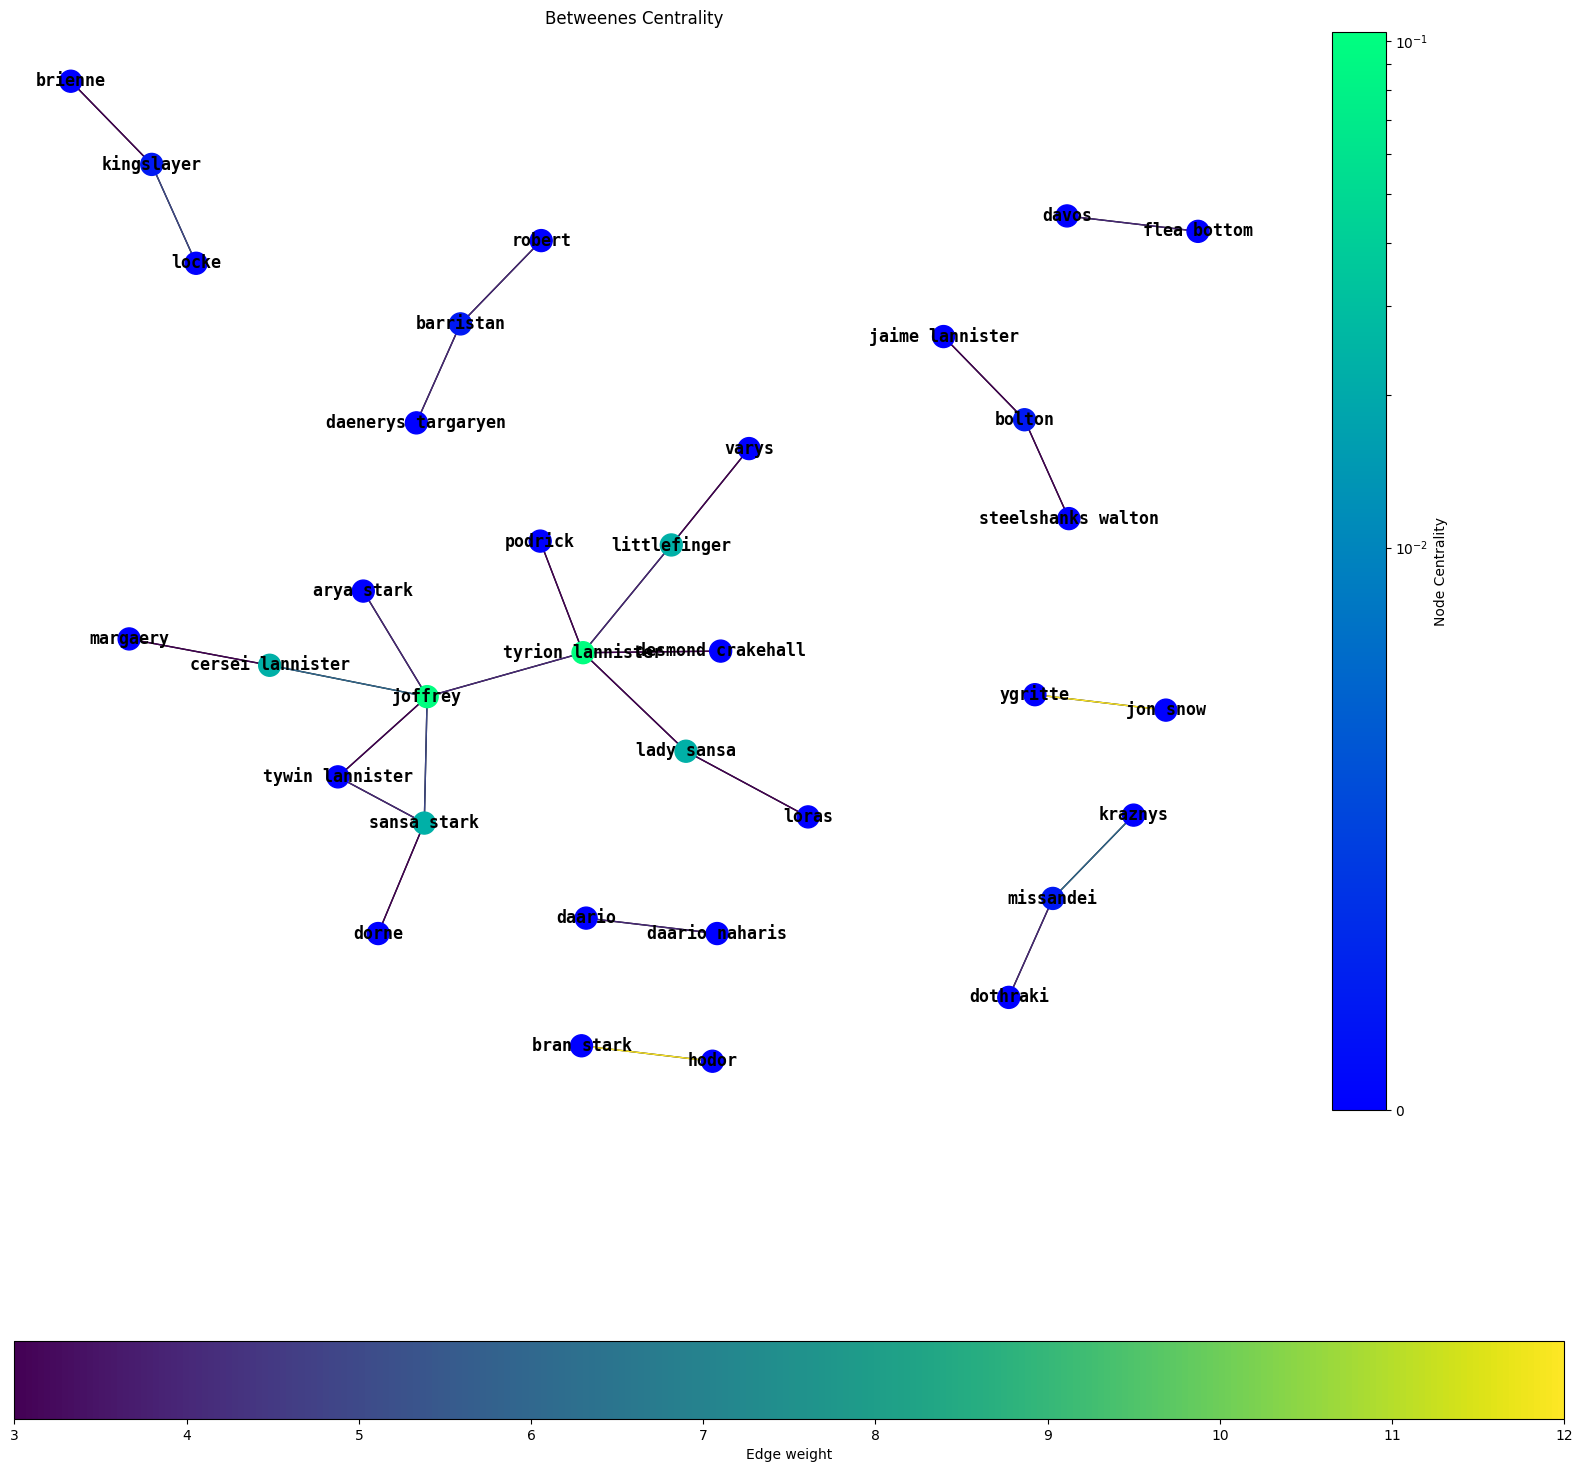 Betweenes Centrality
brienne
kingslayer
locke
robert
barristan
daenerys targaryen
davos
flea bottom
jaime lannister
bolton
steelshanks walton
varys
podrick
littlefinger
arya stark
margaery
cersei lannister
tyrion lannister
desmond crakehall
joffrey
lady sansa
tywin lannister
sansa stark
loras
dorne
ygritte
jon snow
kraznys
missandei
dothraki
daario
daario naharis
bran stark
hodor
10⁻¹
10⁻²
0
Node Centrality
3 4 5 6 7 8 9 10 11 12
Edge weight